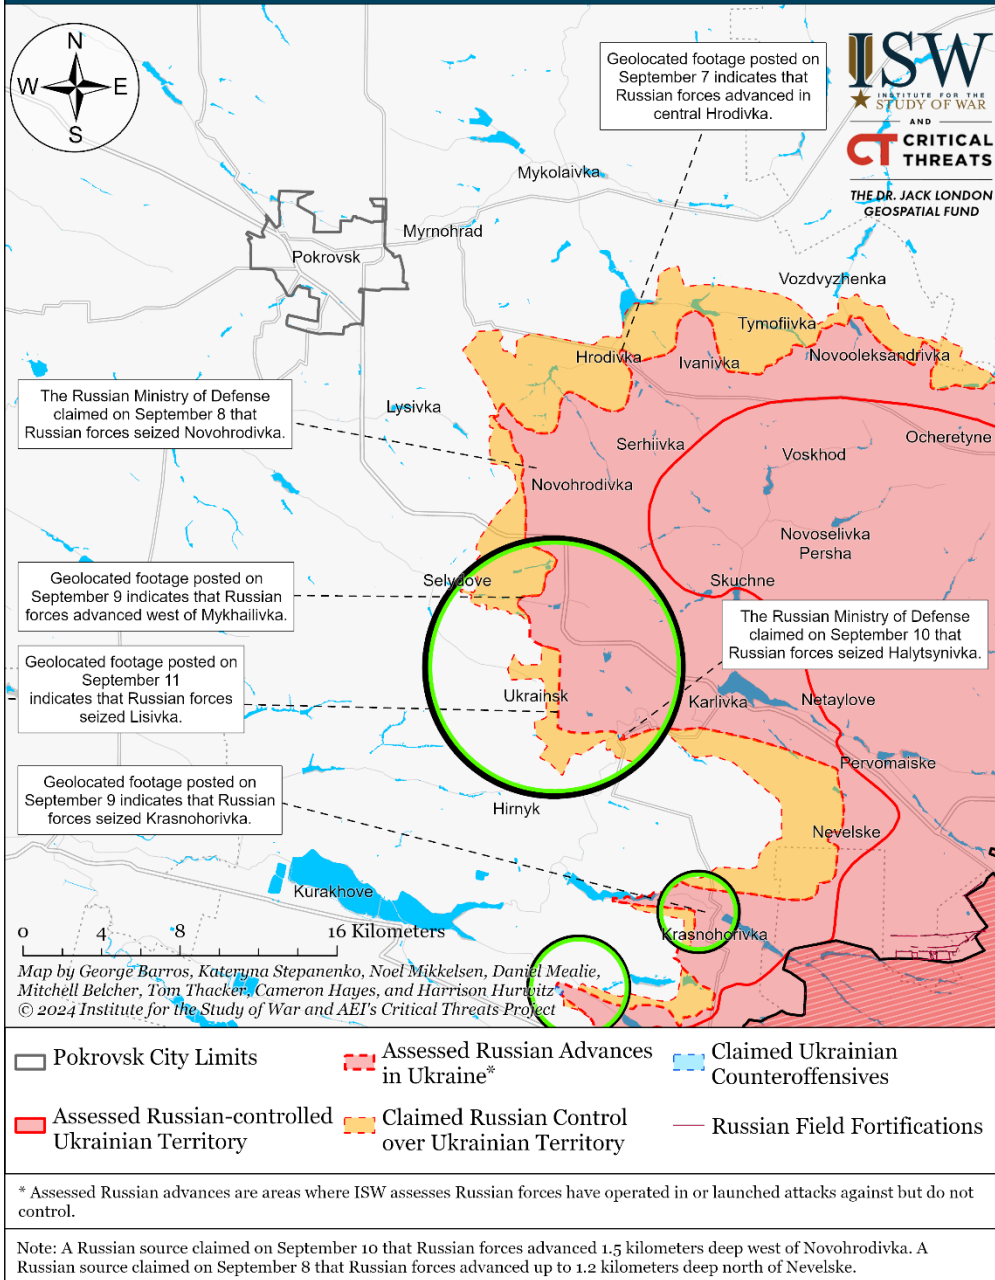 N
W E
S
Geolocated footage posted on
September 7 indicates that
Russian forces advanced in
central Hrodivka.
ISW
INSTITUTE FOR THE
STUDY OF WAR
AND
CT CRITICAL
THREATS
THE DR. JACK LONDON
GEOSPATIAL FUND
Mykolaivka
Myrnohrad
Pokrovsk
Vozdvyzhenka
Tymofiivka
Hrodivka
Ivanivka
Novooleksandrivka
The Russian Ministry of Defense
claimed on September 8 that
Russian forces seized Novohrodivka.
Lysivka
Serhiivka
Ocheretyne
Voskhod
Novohrodivka
Novoselivka
Persha
Geolocated footage posted on
September 9 indicates that Russian
forces advanced west of Mykhailivka.
Selydove
Skuchne
The Russian Ministry of Defense
claimed on September 10 that
Russian forces seized Halytsynivka.
Geolocated footage posted on
September 11
indicates that Russian forces
seized Lisivka.
Ukrainsk
Karlivka
Netaylove
Geolocated footage posted on
September 9 indicates that Russian
forces seized Krasnohorivka.
Pervomaiske
Hirnyk
Nevelske
Kurakhove
Krasnohorivka
0 4 8 16 Kilometers
Map by George Barros, Kateryna Stepanenko, Noel Mikkelsen, Daniel Mealie,
Mitchell Belcher, Tom Thacker, Cameron Hayes, and Harrison Hurwitz
© 2024 Institute for the Study of War and AEI's Critical Threats Project
Pokrovsk City Limits
Assessed Russian Advances
in Ukraine*
Claimed Ukrainian
Counteroffensives
Assessed Russian-controlled
Ukrainian Territory
Claimed Russian Control
over Ukrainian Territory
Russian Field Fortifications
* Assessed Russian advances are areas where ISW assesses Russian forces have operated in or launched attacks against but do not
control.
Note: A Russian source claimed on September 10 that Russian forces advanced 1.5 kilometers deep west of Novohrodivka. A
Russian source claimed on September 8 that Russian forces advanced up to 1.2 kilometers deep north of Nevelske.